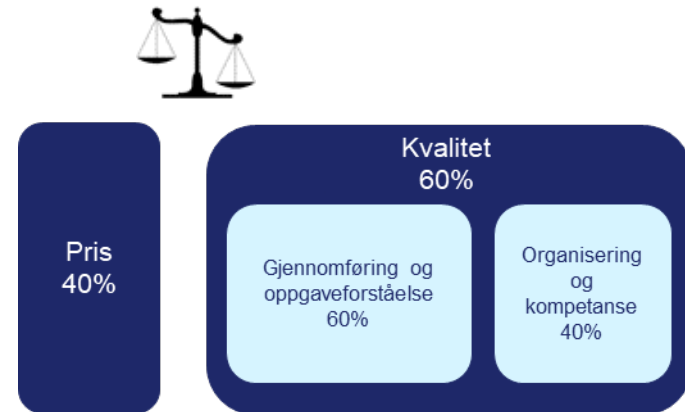 Pris
40%
Kvalitet
60%
Gjennomføring og
oppgaveforståelse
60%
Organisering
og
kompetanse
40%